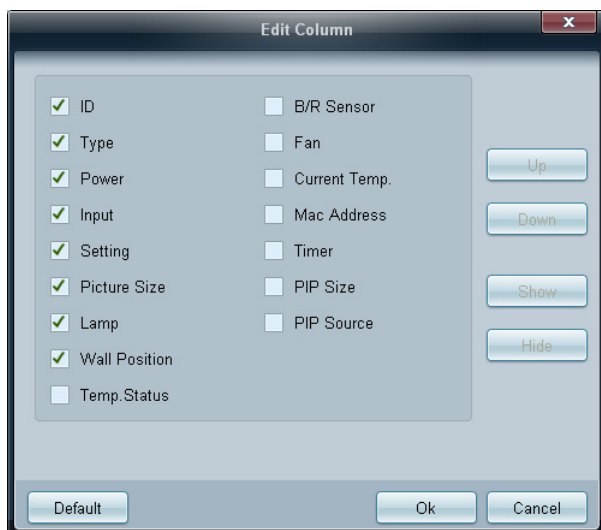 Edit Column
ID
Type
Power
Input
Setting
Picture Size
Lamp
Wall Position
Temp.Status
B/R Sensor
Fan
Current Temp.
Mac Address
Timer
PIP Size
PIP Source
Up
Down
Show
Hide
Default
Ok
Cancel